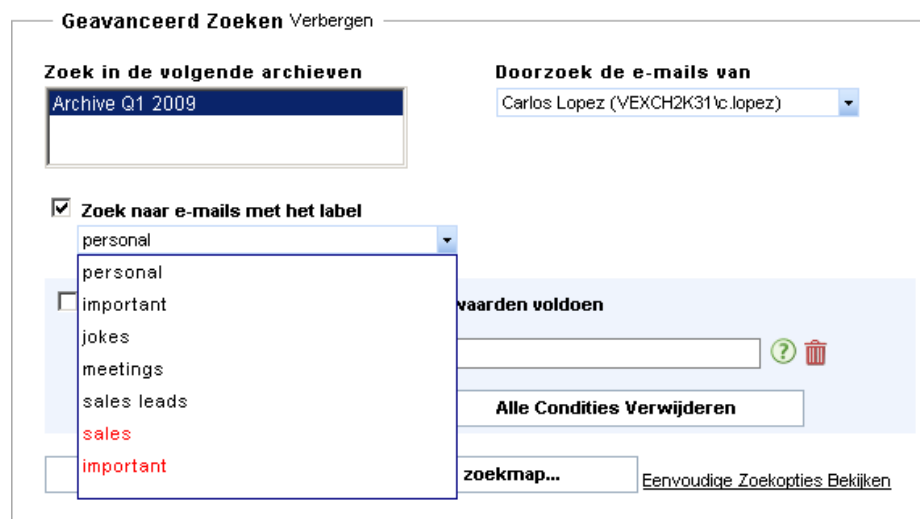 Geavanceerd Zoeken Verbergen
Zoek in de volgende archieven
Doorzoek de e-mails van
Archive Q1 2009
Carlos Lopez (VEXCH2K31\c.lopez)
Zoek naar e-mails met het label
personal
personal
important
waarden voldoen
jokes
meetings
sales leads
Alle Condities Verwijderen
sales
important
zoekmap...
Eenvoudige Zoekopties Bekijken